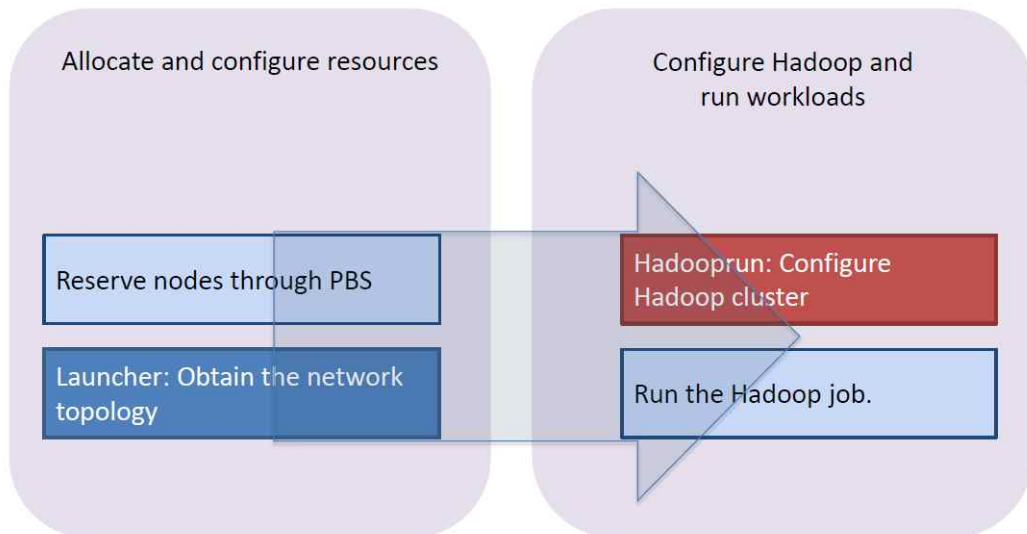 Allocate and configure resources
Reserve nodes through PBS
Launcher: Obtain the network
topology
Configure Hadoop and
run workloads
Hadooprun: Configure
Hadoop cluster
Run the Hadoop job.